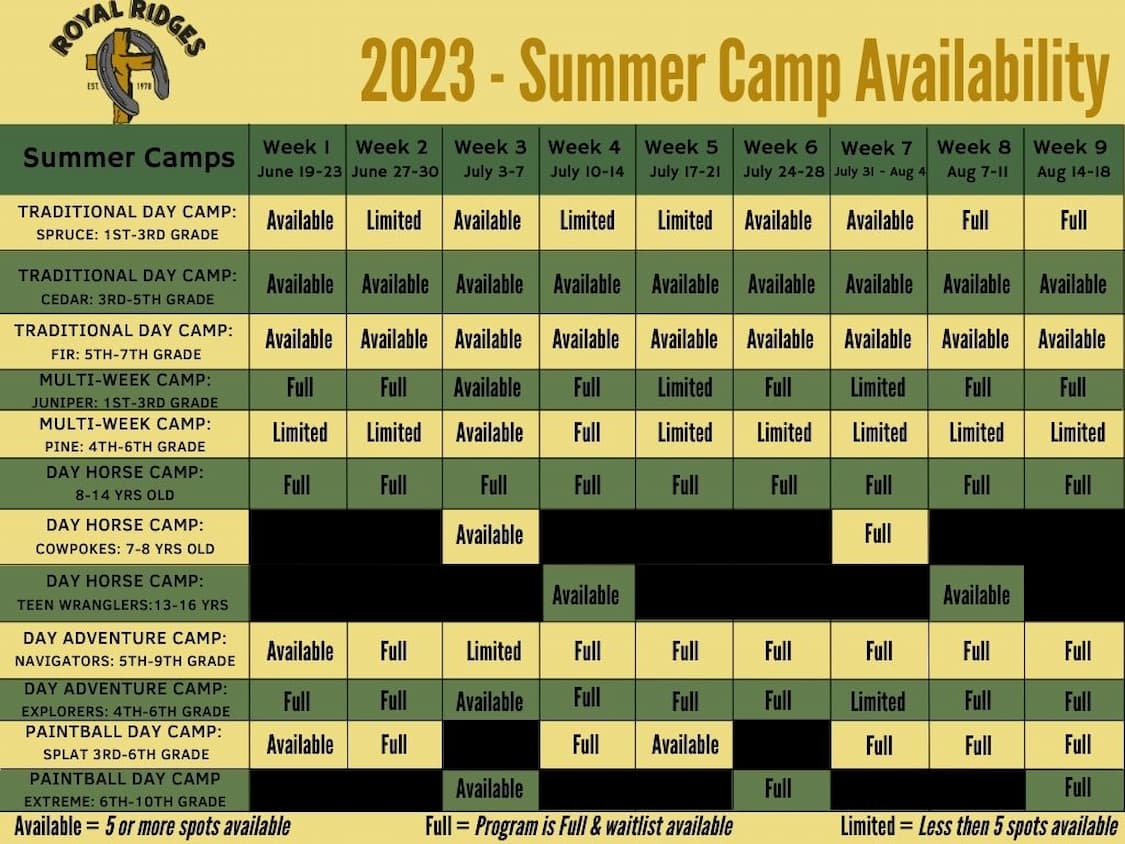 ROYAL RIDGES
EST. 1978
2023 - Summer Camp Availability
Summer Camps Week 1 Week 2 Week 3 Week 4 Week 5 Week 6 Week 7 Week 8 Week 9
June 19-23 June 27-30 July 3-7 July 10-14 July 17-21 July 24-28 July 31 - Aug 4 Aug 7-11 Aug 14-18
TRADITIONAL DAY CAMP:
SPRUCE: 1ST-3RD GRADE
Available Limited Available Limited Limited Available Available Full Full
TRADITIONAL DAY CAMP:
CEDAR: 3RD-5TH GRADE
Available Available Available Available Available Available Available Available Available
TRADITIONAL DAY CAMP:
FIR: 5TH-7TH GRADE
Available Available Available Available Available Available Available Available Available
MULTI-WEEK CAMP:
JUNIPER: 1ST-3RD GRADE
Full Full Available Full Limited Full Limited Full Full
MULTI-WEEK CAMP:
PINE: 4TH-6TH GRADE
Limited Limited Available Full Limited Limited Limited Limited Limited
DAY HORSE CAMP:
8-14 YRS OLD
Full Full Full Full Full Full Full Full Full
DAY HORSE CAMP:
COWPOKES: 7-8 YRS OLD
Available Full
DAY HORSE CAMP:
TEEN WRANGLERS:13-16 YRS
Available Available
DAY ADVENTURE CAMP:
NAVIGATORS: 5TH-9TH GRADE
Available Full Limited Full Full Full Full Full Full
DAY ADVENTURE CAMP:
EXPLORERS: 4TH-6TH GRADE
Full Full Available Full Full Full Limited Full Full
PAINTBALL DAY CAMP:
SPLAT 3RD-6TH GRADE
Available Full Full Available Full Full Full
PAINTBALL DAY CAMP
EXTREME: 6TH-10TH GRADE
Available Full Full
Available = 5 or more spots available Full = Program is Full & waitlist available Limited = Less then 5 spots available